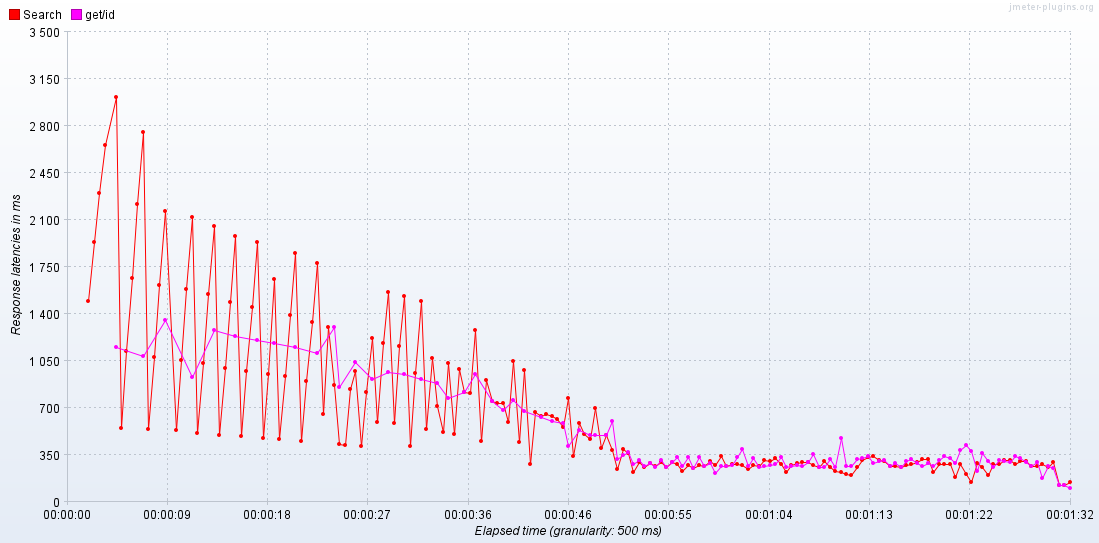 jmeter-plugins.org
Search get/id
3 500
3 150
2 800
2 450
2 100
1 750
1 400
1 050
700
350
0
Response latencies in ms
00:00:00 00:00:09 00:00:18 00:00:27 00:00:36 00:00:46 00:00:55 00:01:04 00:01:13 00:01:22 00:01:32
Elapsed time (granularity: 500 ms)